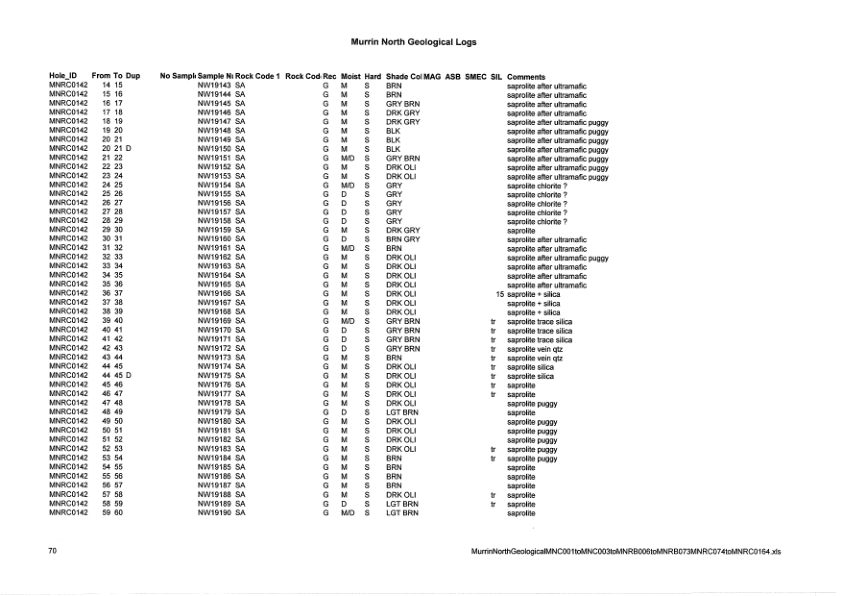 Murrin North Geological Logs
Hole_ID From To Dup No Sampl Sample N Rock Code 1 Rock Cod Rec Moist Hard Shade Col MAG ASB SMEC SIL Comments
MNRC0142 14 15 NW19143 SA G M S BRN saprolite after ultramafic
MNRC0142 15 16 NW19144 SA G M S BRN saprolite after ultramafic
MNRC0142 16 17 NW19145 SA G M S GRY BRN saprolite after ultramafic
MNRC0142 17 18 NW19146 SA G M S DRK GRY saprolite after ultramafic
MNRC0142 18 19 NW19147 SA G M S DRK GRY saprolite after ultramafic puggy
MNRC0142 19 20 NW19148 SA G M S BLK saprolite after ultramafic puggy
MNRC0142 20 21 NW19149 SA G M S BLK saprolite after ultramafic puggy
MNRC0142 20 21 D NW19150 SA G M S BLK saprolite after ultramafic puggy
MNRC0142 21 22 NW19151 SA G M/D S GRY BRN saprolite after ultramafic puggy
MNRC0142 22 23 NW19152 SA G M S DRK OLI saprolite after ultramafic puggy
MNRC0142 23 24 NW19153 SA G M S DRK OLI saprolite after ultramafic puggy
MNRC0142 24 25 NW19154 SA G M/D S GRY saprolite chlorite ?
MNRC0142 25 26 NW19155 SA G D S GRY saprolite chlorite ?
MNRC0142 26 27 NW19156 SA G D S GRY saprolite chlorite ?
MNRC0142 27 28 NW19157 SA G D S GRY saprolite chlorite ?
MNRC0142 28 29 NW19158 SA G D S GRY saprolite chlorite ?
MNRC0142 29 30 NW19159 SA G M S DRK GRY saprolite
MNRC0142 30 31 NW19160 SA G D S BRN GRY saprolite after ultramafic
MNRC0142 31 32 NW19161 SA G M/D S BRN saprolite after ultramafic
MNRC0142 32 33 NW19162 SA G M S DRK OLI saprolite after ultramafic puggy
MNRC0142 33 34 NW19163 SA G M S DRK OLI saprolite after ultramafic
MNRC0142 34 35 NW19164 SA G M S DRK OLI saprolite after ultramafic
MNRC0142 35 36 NW19165 SA G M S DRK OLI saprolite after ultramafic
MNRC0142 36 37 NW19166 SA G M S DRK OLI 15 saprolite + silica
MNRC0142 37 38 NW19167 SA G M S DRK OLI saprolite + silica
MNRC0142 38 39 NW19168 SA G M S DRK OLI saprolite + silica
MNRC0142 39 40 NW19169 SA G M/D S GRY BRN tr saprolite trace silica
MNRC0142 40 41 NW19170 SA G D S GRY BRN tr saprolite trace silica
MNRC0142 41 42 NW19171 SA G D S GRY BRN tr saprolite trace silica
MNRC0142 42 43 NW19172 SA G D S GRY BRN tr saprolite vein qtz
MNRC0142 43 44 NW19173 SA G M S BRN tr saprolite vein qtz
MNRC0142 44 45 NW19174 SA G M S DRK OLI tr saprolite silica
MNRC0142 44 45 D NW19175 SA G M S DRK OLI tr saprolite silica
MNRC0142 45 46 NW19176 SA G M S DRK OLI tr saprolite
MNRC0142 46 47 NW19177 SA G M S DRK OLI tr saprolite
MNRC0142 47 48 NW19178 SA G M S DRK OLI saprolite puggy
MNRC0142 48 49 NW19179 SA G D S LGT BRN saprolite
MNRC0142 49 50 NW19180 SA G M S DRK OLI saprolite puggy
MNRC0142 50 51 NW19181 SA G M S DRK OLI saprolite puggy
MNRC0142 51 52 NW19182 SA G M S DRK OLI saprolite puggy
MNRC0142 52 53 NW19183 SA G M S DRK OLI tr saprolite puggy
MNRC0142 53 54 NW19184 SA G M S BRN tr saprolite puggy
MNRC0142 54 55 NW19185 SA G M S BRN saprolite
MNRC0142 55 56 NW19186 SA G M S BRN saprolite
MNRC0142 56 57 NW19187 SA G M S BRN saprolite
MNRC0142 57 58 NW19188 SA G M S DRK OLI tr saprolite
MNRC0142 58 59 NW19189 SA G D S LGT BRN tr saprolite
MNRC0142 59 60 NW19190 SA G M/D S LGT BRN saprolite
70 MurrinNorthGeologicalMNC001toMNC003toMNRB006toMNRB073MNRC074toMNRC0164.xls